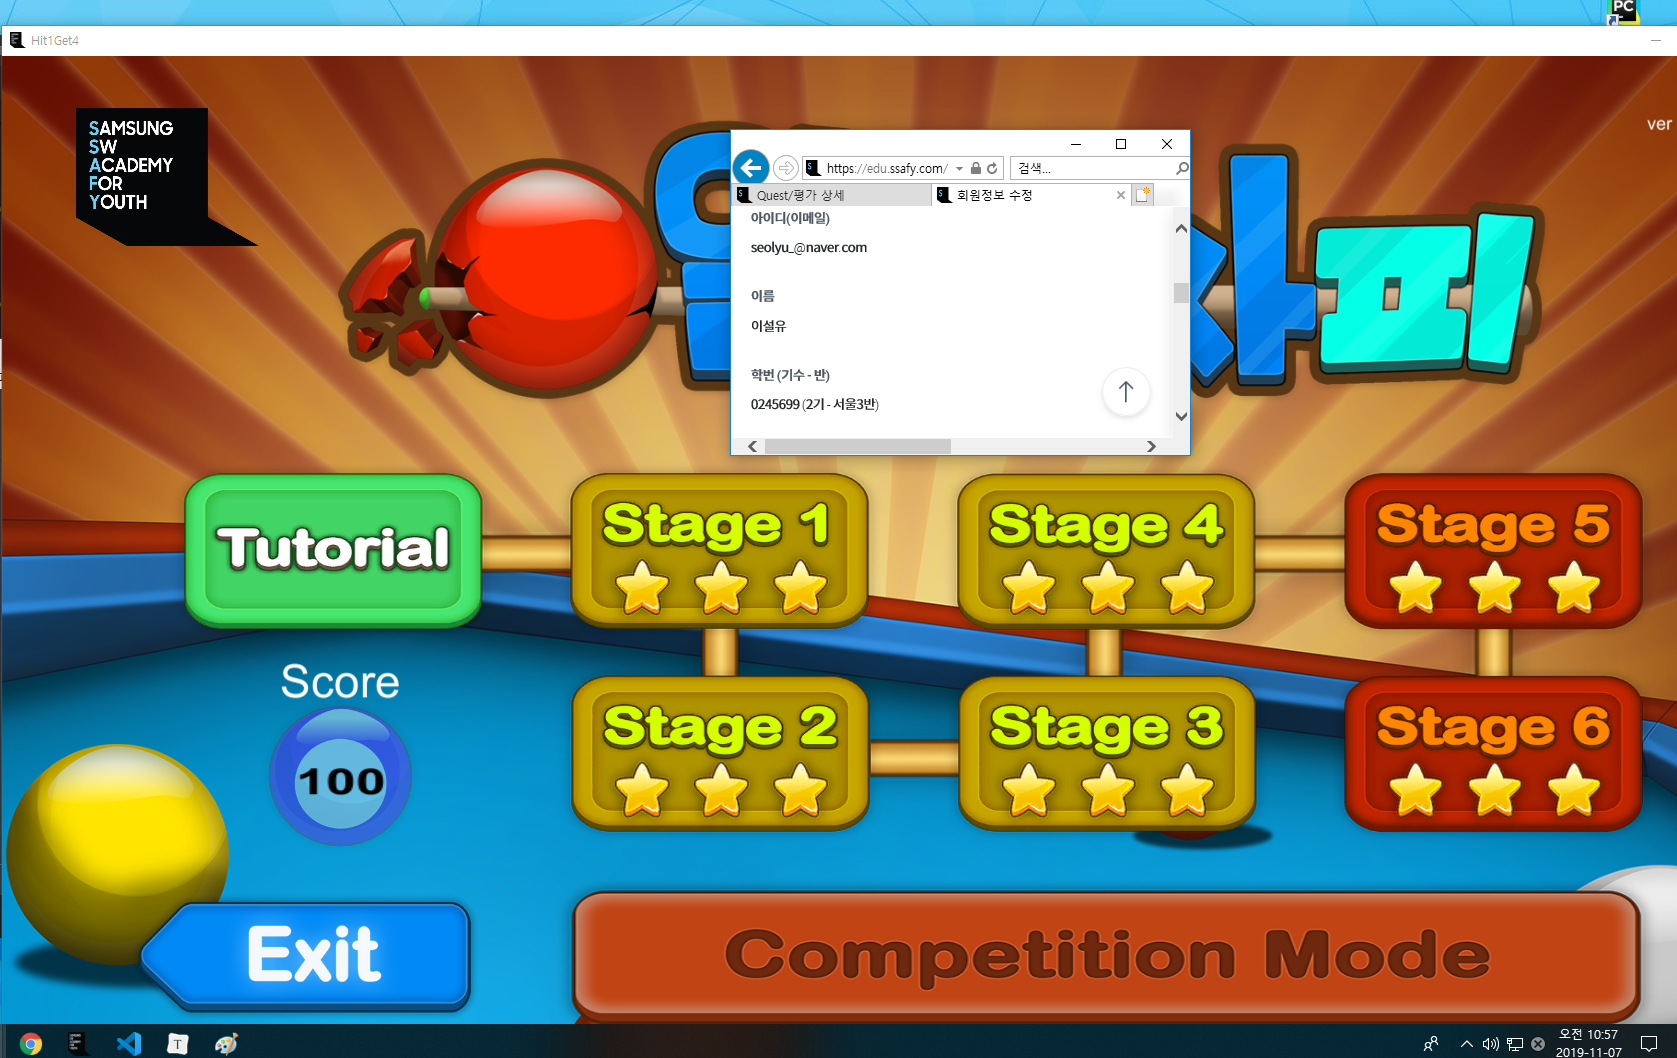 PC
Hit1Get4
SAMSUNG
SW
ACADEMY
FOR
YOUTH
ver
https://edu.ssafy.com/
검색...
Quest/평가 상세
회원정보 수정
아이디(이메일)
seolyu_@naver.com
이름
이설유
학번 (기수 - 반)
0245699 (2기 - 서울3반)
피
Tutorial
Stage 1
Stage 4
Stage 5
Score
100
Stage 2
Stage 3
Stage 6
Exit
Competition Mode
T
오전 10:57
2019-11-07